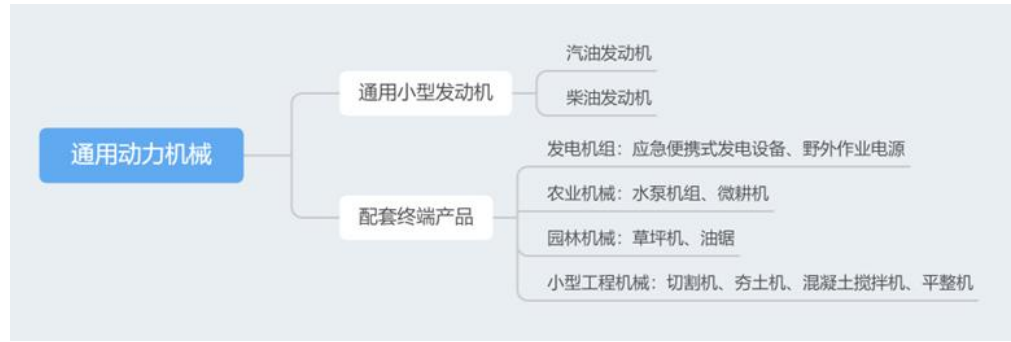 通用动力机械
通用小型发动机
汽油发动机
柴油发动机
配套终端产品
发电机组：应急便携式发电设备、野外作业电源
农业机械：水泵机组、微耕机
园林机械：草坪机、油锯
小型工程机械：切割机、夯土机、混凝土搅拌机、平整机